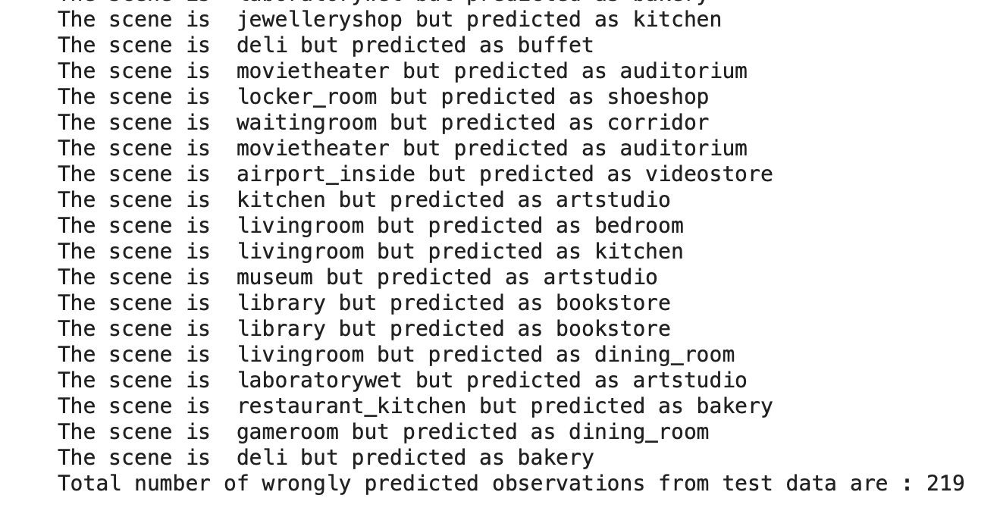 The scene is  laboratorywet but predicted as bakery
The scene is  jewelleryshop but predicted as kitchen
The scene is  deli but predicted as buffet
The scene is  movietheater but predicted as auditorium
The scene is  locker_room but predicted as shoeshop
The scene is  waitingroom but predicted as corridor
The scene is  movietheater but predicted as auditorium
The scene is  airport_inside but predicted as videostore
The scene is  kitchen but predicted as artstudio
The scene is  livingroom but predicted as bedroom
The scene is  livingroom but predicted as kitchen
The scene is  museum but predicted as artstudio
The scene is  library but predicted as bookstore
The scene is  library but predicted as bookstore
The scene is  livingroom but predicted as dining_room
The scene is  laboratorywet but predicted as artstudio
The scene is  restaurant_kitchen but predicted as bakery
The scene is  gameroom but predicted as dining_room
The scene is  deli but predicted as bakery
Total number of wrongly predicted observations from test data are : 219